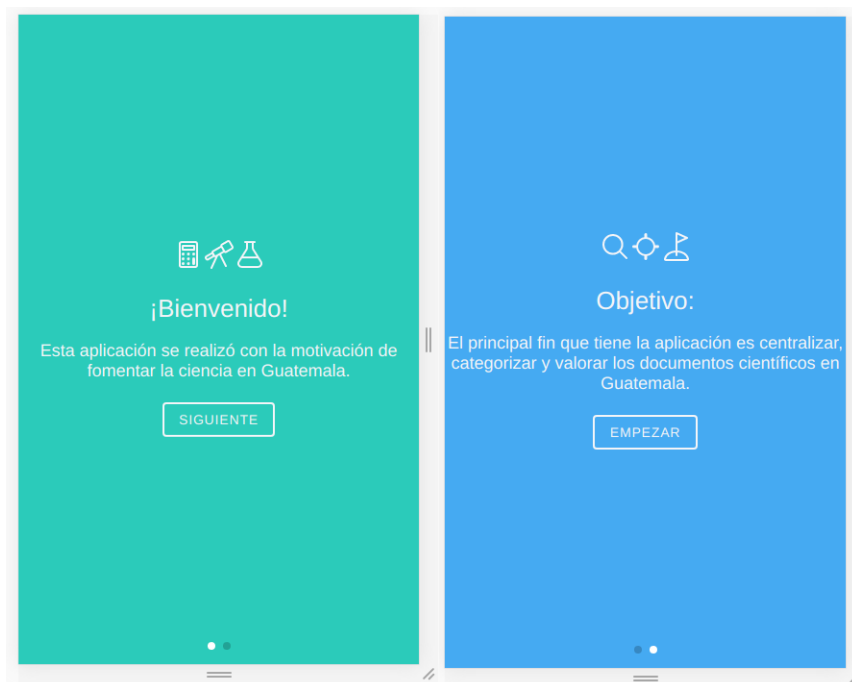 ¡Bienvenido!
Esta aplicación se realizó con la motivación de
fomentar la ciencia en Guatemala.
SIGUIENTE
Objetivo:
El principal fin que tiene la aplicación es centralizar,
categorizar y valorar los documentos científicos en
Guatemala.
EMPEZAR